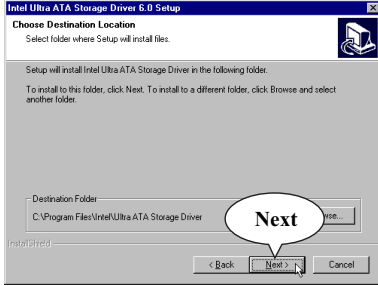 Intel Ultra ATA Storage Driver 6.0 Setup
Choose Destination Location
Select folder where Setup will install files.
Setup will install Intel Ultra ATA Storage Driver in the following folder.
To install to this folder, click Next. To install to a different folder, click Browse and select
another folder.
Destination Folder
C:\Program Files\Intel\Ultra ATA Storage Driver
Next
InstallShield
< Back
Next >
Cancel